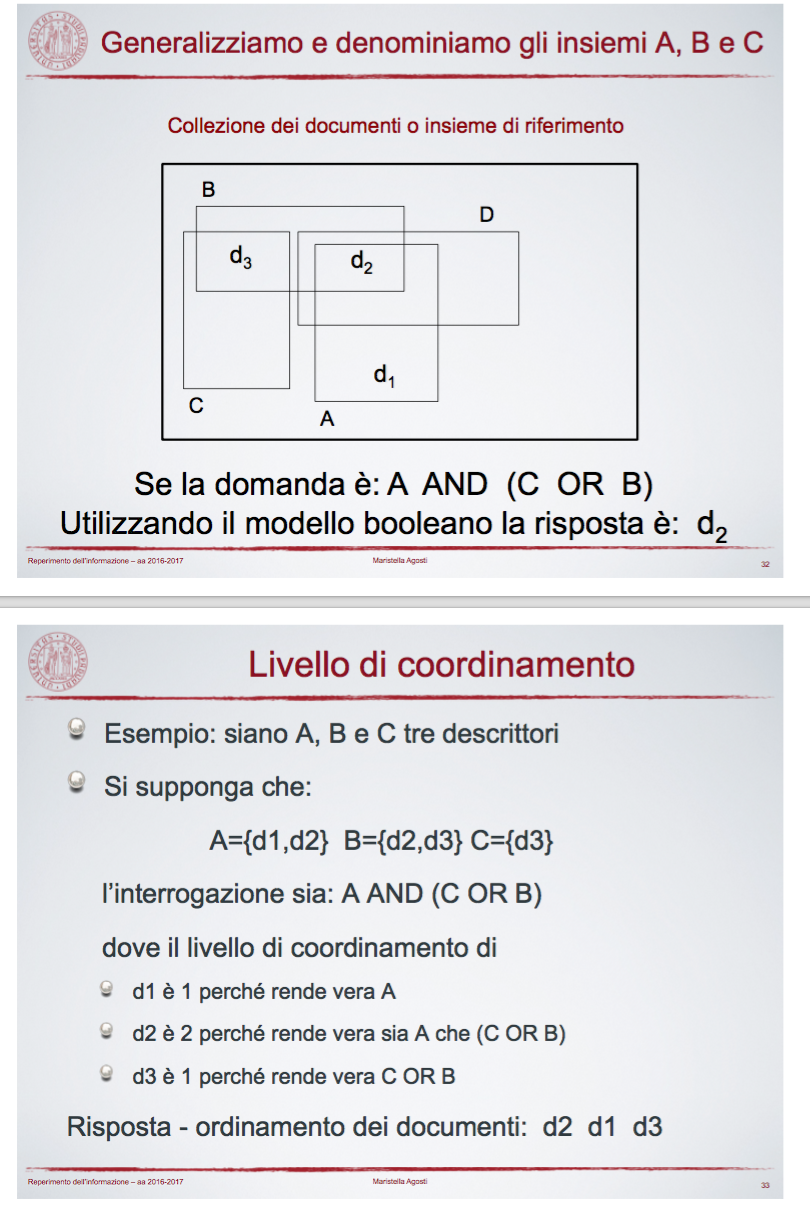 Generalizziamo e denominiamo gli insiemi A, B e C
Collezione dei documenti o insieme di riferimento
B
D
d3
d2
d1
C
A
Se la domanda è: A AND (C OR B)
Utilizzando il modello booleano la risposta è: d2
Reperimento dell'informazione – aa 2016-2017
Maristella Agosti
32
Livello di coordinamento
Esempio: siano A, B e C tre descrittori
Si supponga che:
A={d1,d2} B={d2,d3} C={d3}
l'interrogazione sia: A AND (C OR B)
dove il livello di coordinamento di
d1 è 1 perché rende vera A
d2 è 2 perché rende vera sia A che (C OR B)
d3 è 1 perché rende vera C OR B
Risposta - ordinamento dei documenti: d2 d1 d3
Reperimento dell'informazione – aa 2016-2017
Maristella Agosti
33